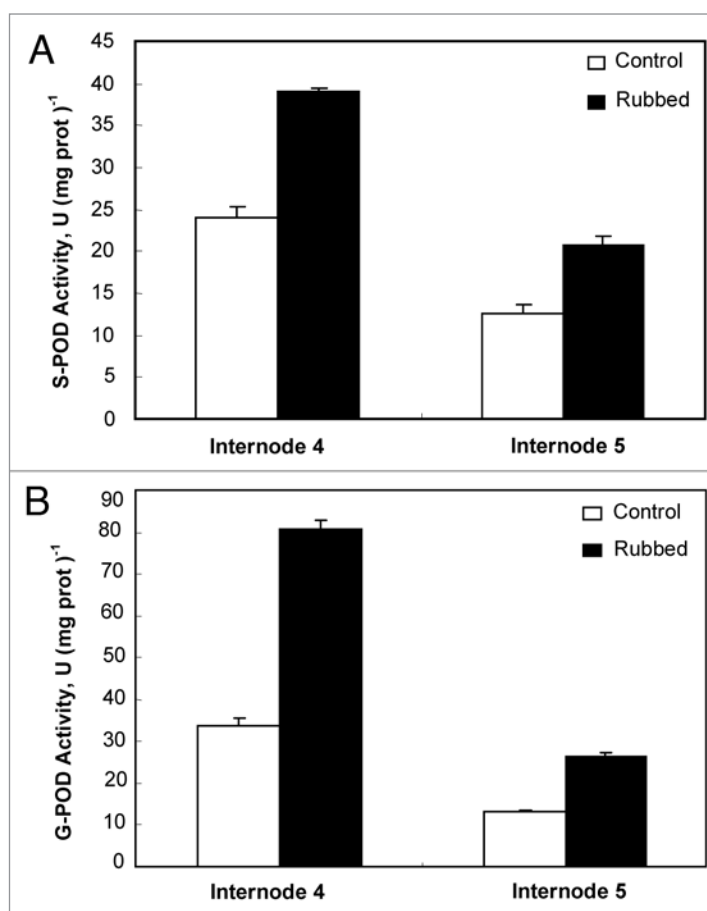 A
S-POD Activity, U (mg prot )-1
45
40
35
30
25
20
15
10
5
0
Control
Rubbed
Internode 4
Internode 5
B
G-POD Activity, U (mg prot )-1
90
80
70
60
50
40
30
20
10
0
Control
Rubbed
Internode 4
Internode 5